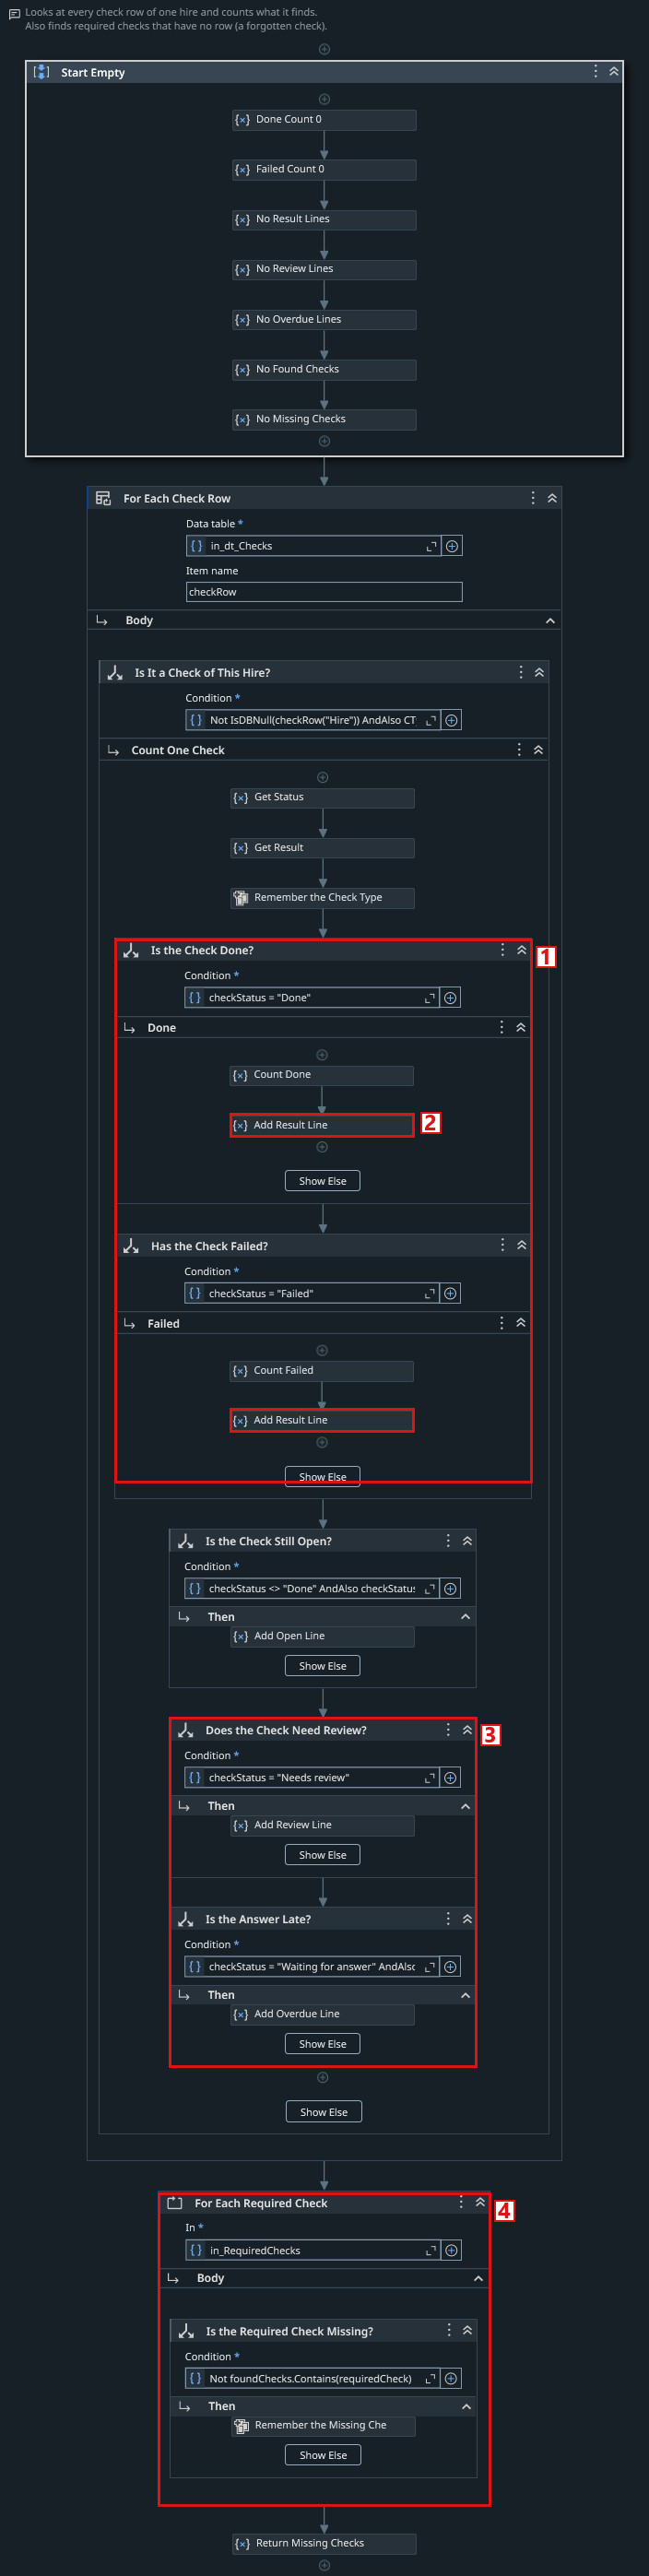 Looks at every check row of one hire and counts what it finds.
Also finds required checks that have no row (a forgotten check).
Start Empty
Done Count 0
Failed Count 0
No Result Lines
No Review Lines
No Overdue Lines
No Found Checks
No Missing Checks
For Each Check Row
Data table *
in_dt_Checks
Item name
checkRow
Body
Is It a Check of This Hire?
Condition *
Not IsDBNull(checkRow("Hire")) AndAlso CT
Count One Check
Get Status
Get Result
Remember the Check Type
Is the Check Done?
1
Condition *
checkStatus = "Done"
Done
Count Done
Add Result Line
2
Show Else
Has the Check Failed?
Condition *
checkStatus = "Failed"
Failed
Count Failed
Add Result Line
Show Else
Is the Check Still Open?
Condition *
checkStatus <> "Done" AndAlso checkStatus
Then
Add Open Line
Show Else
Does the Check Need Review?
3
Condition *
checkStatus = "Needs review"
Then
Add Review Line
Show Else
Is the Answer Late?
Condition *
checkStatus = "Waiting for answer" AndAlso
Then
Add Overdue Line
Show Else
Show Else
For Each Required Check
4
In *
in_RequiredChecks
Body
Is the Required Check Missing?
Condition *
Not foundChecks.Contains(requiredCheck)
Then
Remember the Missing Che
Show Else
Return Missing Checks